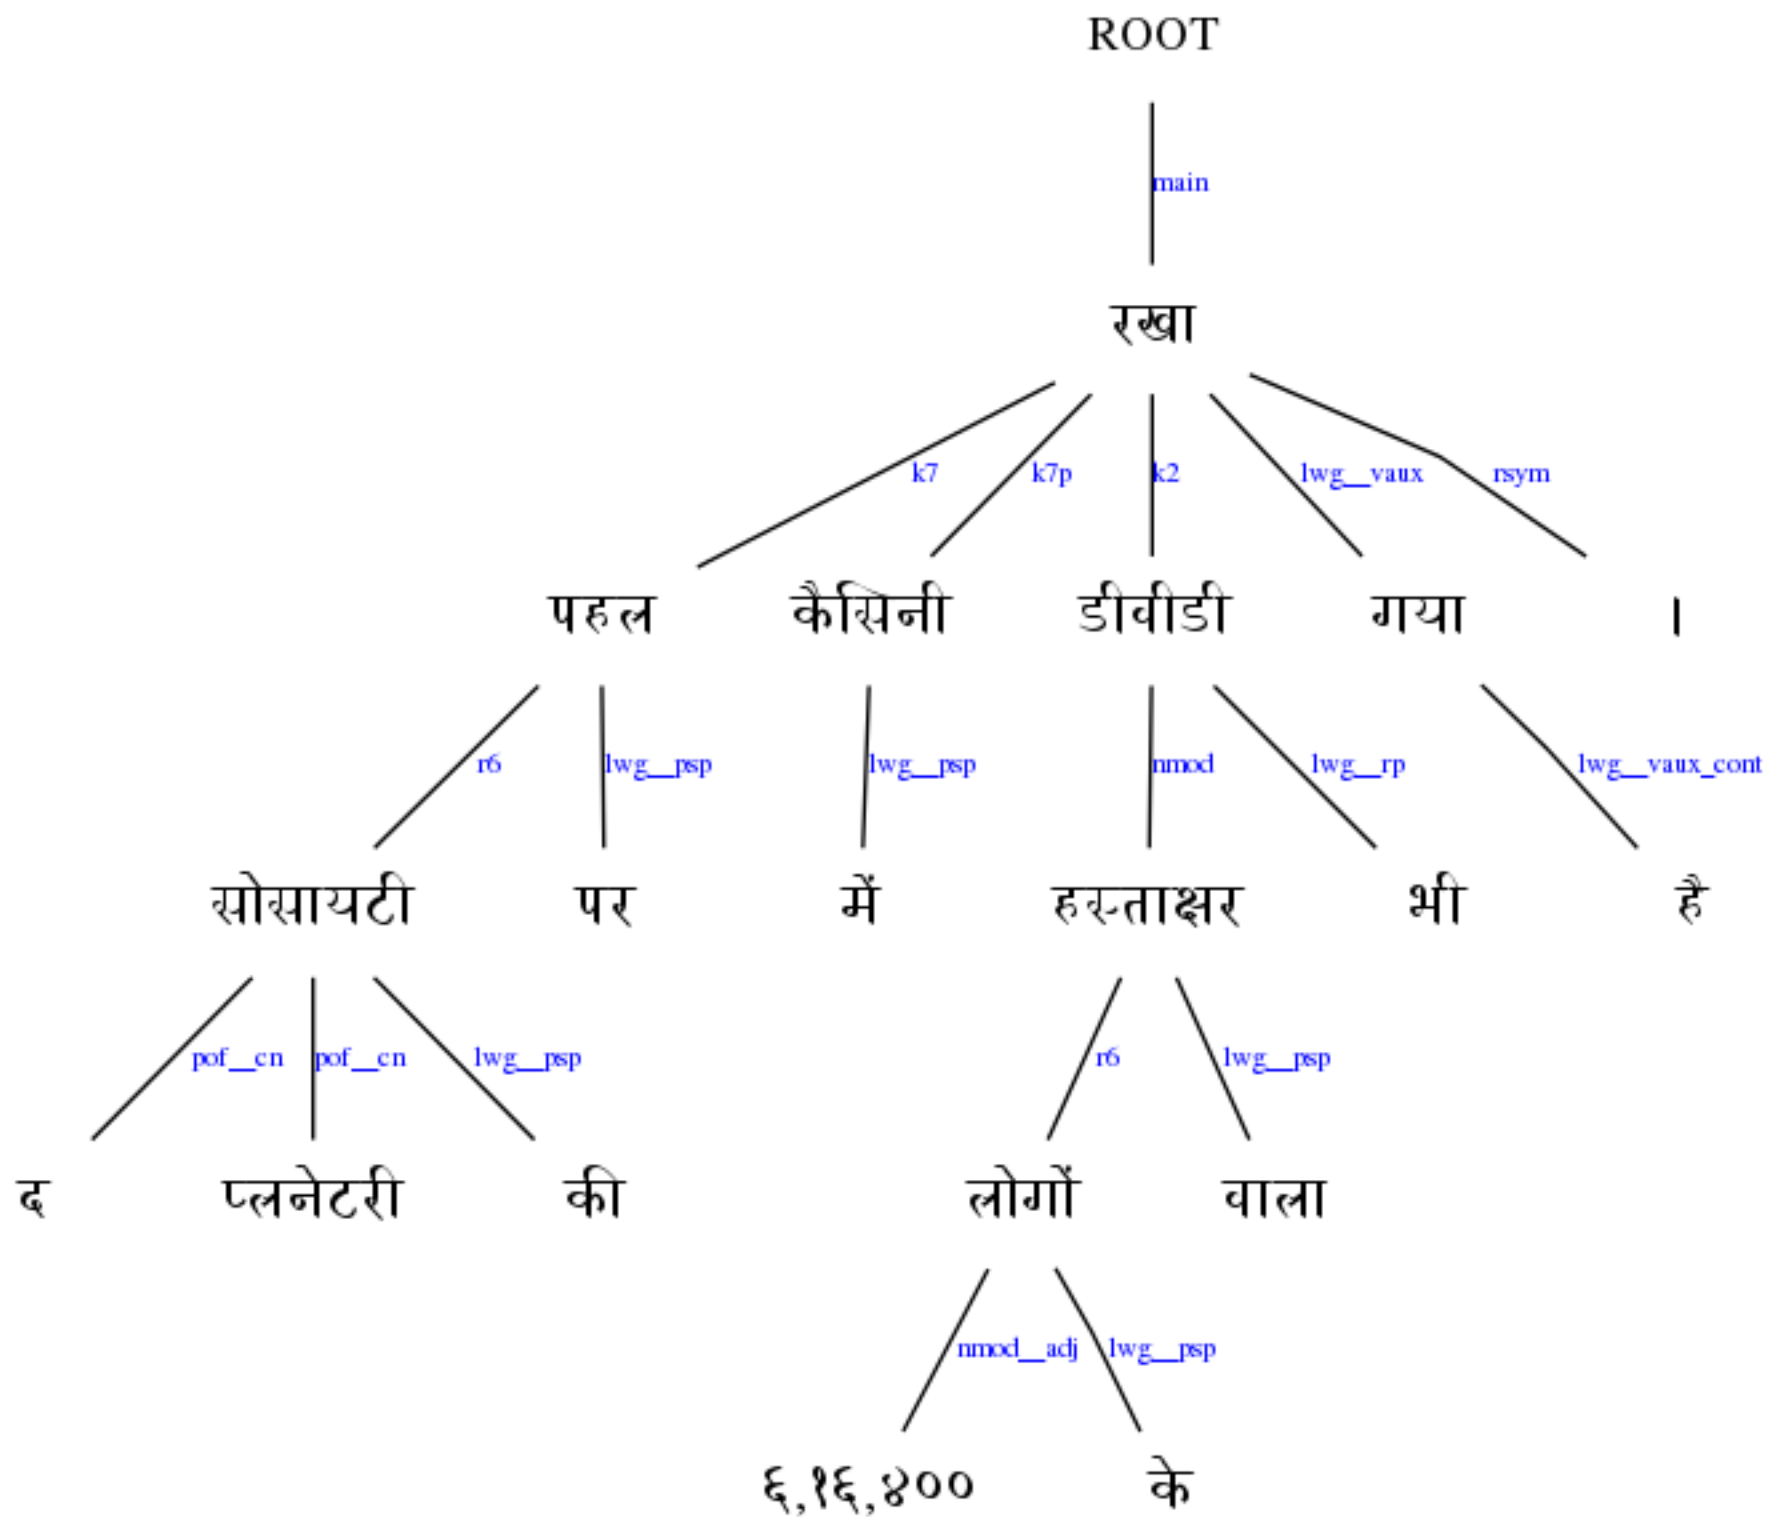 ROOT
main
रखा
k7 k7p k2 lwg__vaux rsym
पहल कैसिनी डीवीडी गया ।
r6 lwg__psp lwg__psp nmod lwg__rp lwg__vaux_cont
सोसायटी पर में हस्ताक्षर भी है
pof__cn pof__cn lwg__psp r6 lwg__psp
द प्लनेटरी की लोगों वाला
nmod__adj lwg__psp
६,१६,४०० के